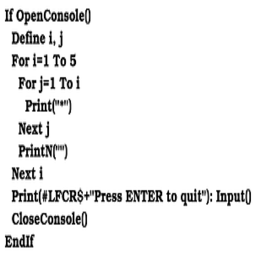 If OpenConsole()
Define i, j
For i=1 To 5
For j=1 To i
Print("*")
Next j
PrintN("")
Next i
Print(#LFCR$+"Press ENTER to quit"): Input()
CloseConsole()
EndIf